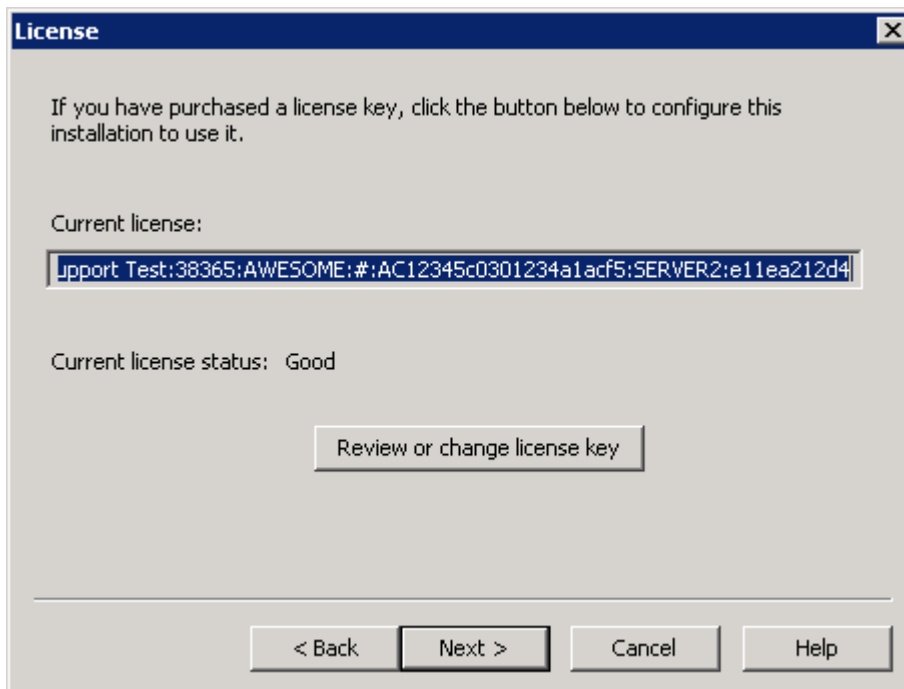 License
If you have purchased a license key, click the button below to configure this
installation to use it.
Current license:
upport Test:38365:AWESOME:#:AC12345c0301234a1acf5:SERVER2:e11ea212d4
Current license status: Good
Review or change license key
< Back Next > Cancel Help